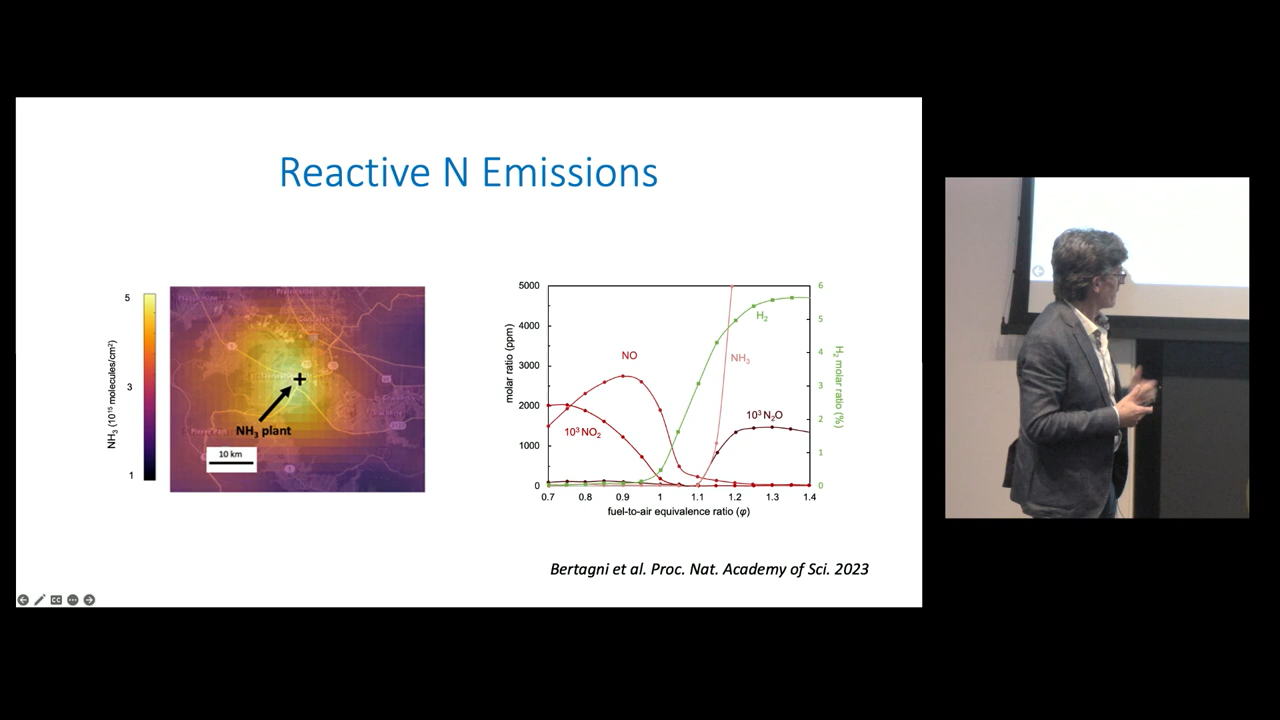 Reactive N Emissions
5
3
1
NH₃ (10¹⁵ molecules/cm²)
NH₃ plant
10 km
5000
4000
3000
2000
1000
0
molar ratio (ppm)
NO
10³ NO₂
H₂
NH₃
10³ N₂O
6
5
4
3
2
1
0
H₂ molar ratio (%)
0.7 0.8 0.9 1 1.1 1.2 1.3 1.4
fuel-to-air equivalence ratio (φ)
Bertagni et al. Proc. Nat. Academy of Sci. 2023
CC